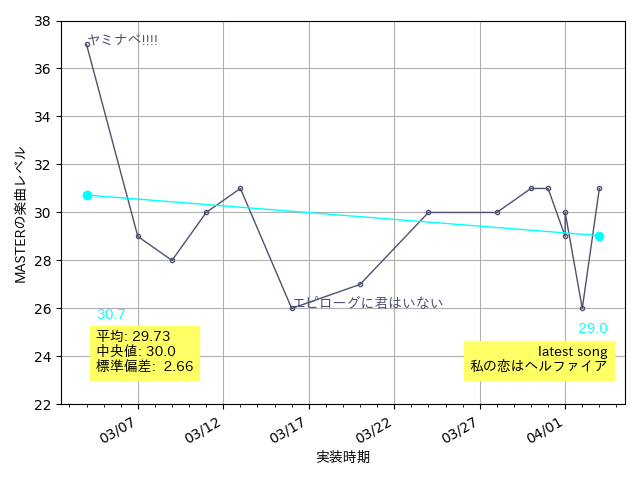 38
36
34
32
30
28
26
24
22
MASTERの楽曲レベル
ヤミナベ!!!!
エピローグに君はいない
30.7
平均: 29.73
中央値: 30.0
標準偏差: 2.66
29.0
latest song
私の恋はヘルファイア
03/07
03/12
03/17
03/22
03/27
04/01
実装時期